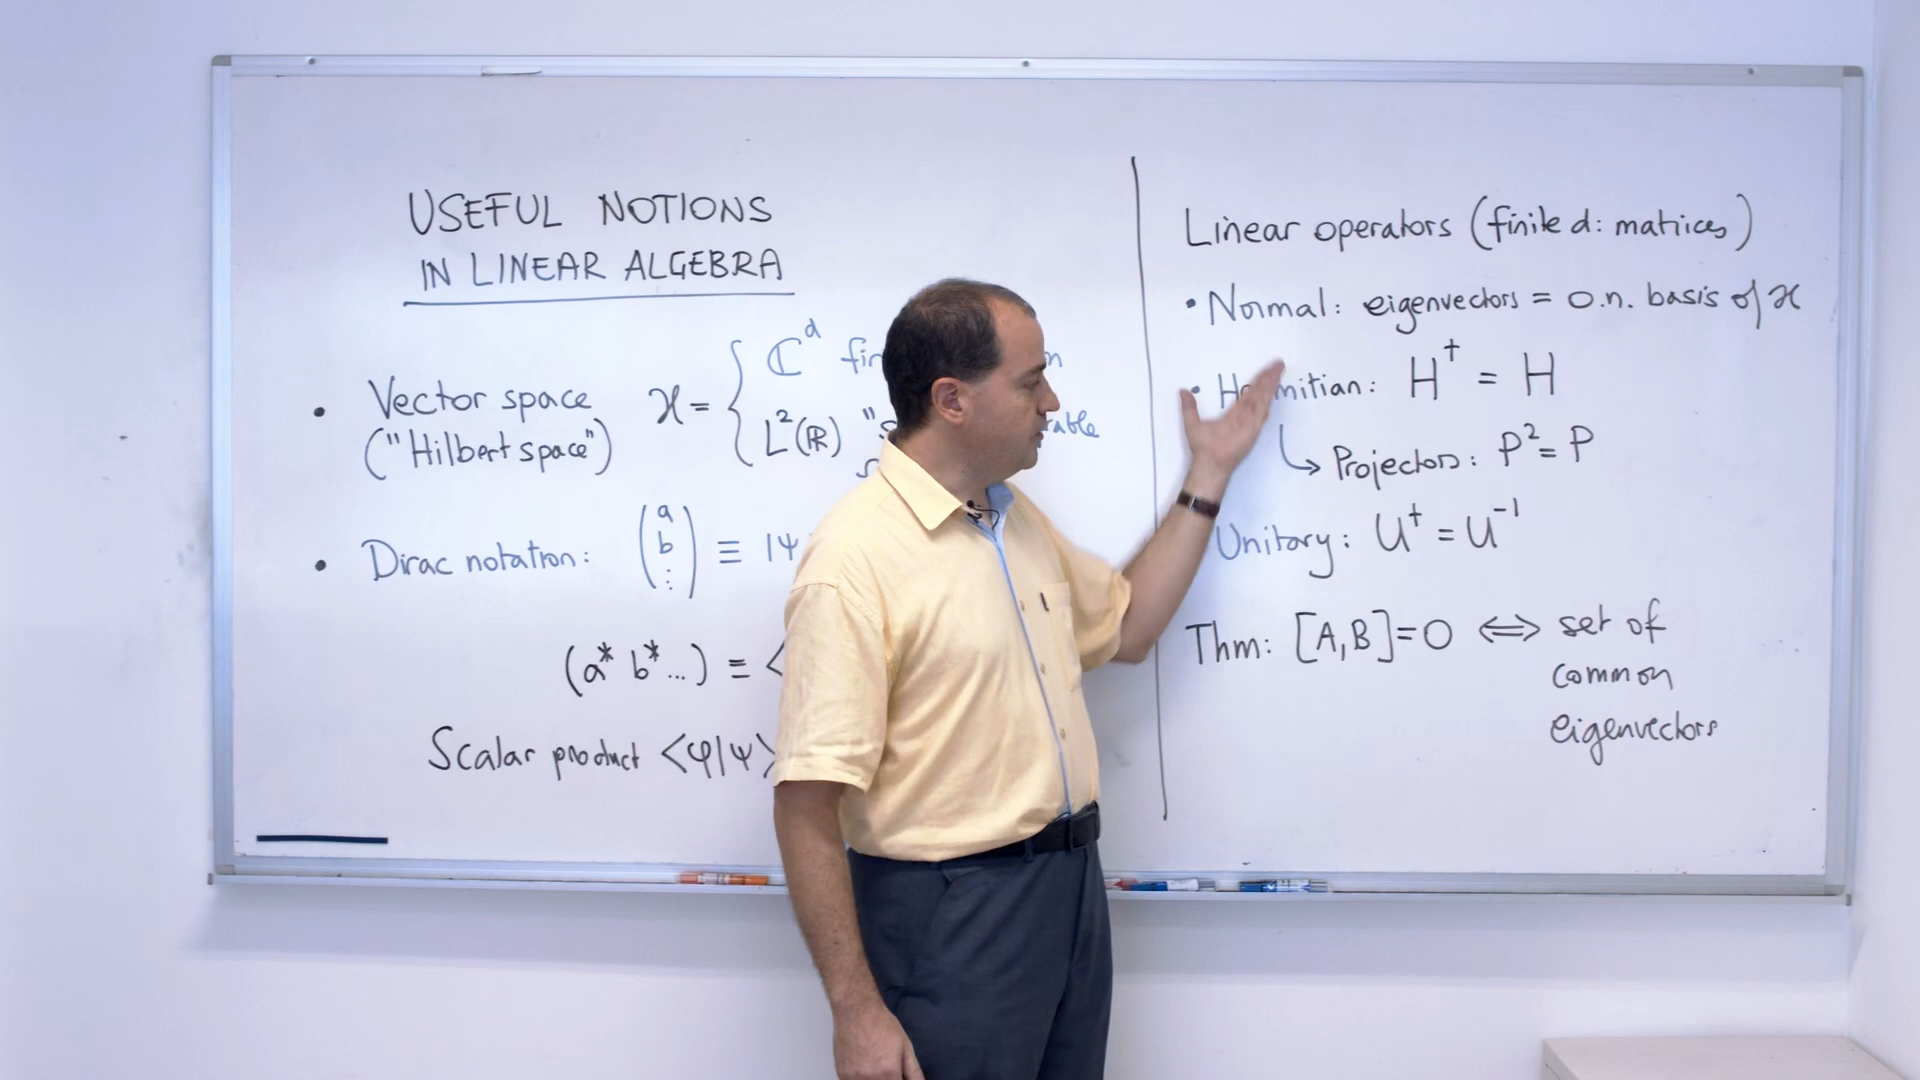 USEFUL NOTIONS
IN LINEAR ALGEBRA
• Vector space
("Hilbert space")
ℋ = { ℂ^d
L²(ℝ)
• Dirac notation: (a b ⋮) ≡ |ψ
(a* b* ...) ≡ <
Scalar product <φ|ψ>
Linear operators (finite d: matrices)
• Normal: eigenvectors = o.n. basis of ℋ
• Hermitian: H† = H
↳ Projectors: P² = P
Unitary: U† = U⁻¹
Thm: [A,B]=0 ⟺ set of
common
eigenvectors